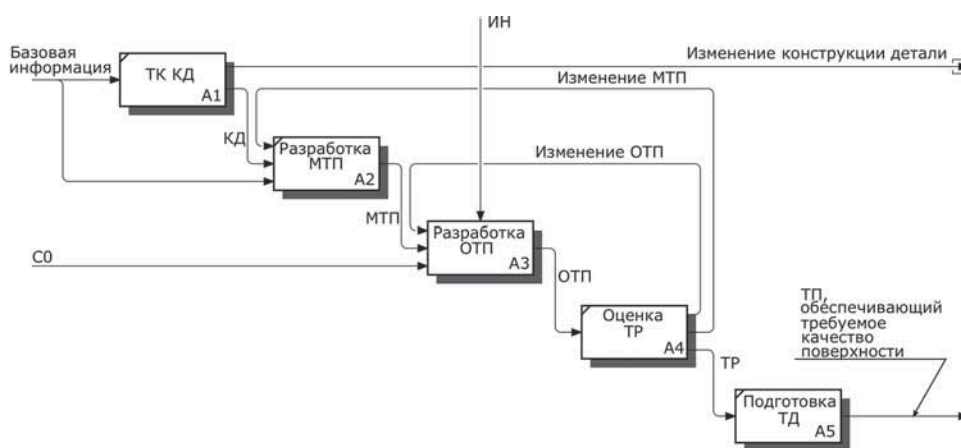 ИН
Базовая
информация
Изменение конструкции детали
ТК КД
А1
Изменение МТП
КД
Разработка
МТП
А2
Изменение ОТП
МТП
Разработка
ОТП
А3
С0
ОТП
Оценка
ТР
А4
ТП,
обеспечивающий
требуемое
качество
поверхности
ТР
Подготовка
ТД
А5